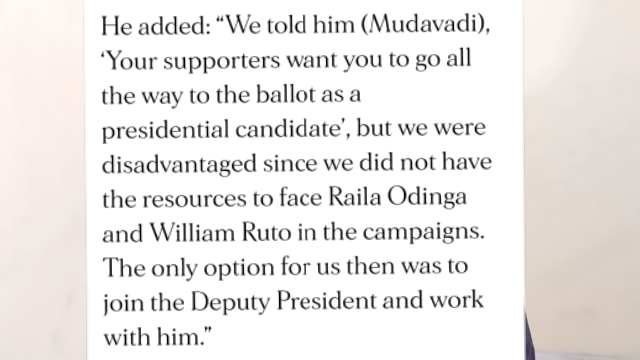 He added: “We told him (Mudavadi),
‘Your supporters want you to go all
the way to the ballot as a
presidential candidate’, but we were
disadvantaged since we did not have
the resources to face Raila Odinga
and William Ruto in the campaigns.
The only option for us then was to
join the Deputy President and work
with him.”